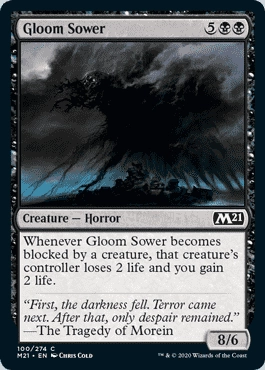 Gloom Sower 5
Creature — Horror M21
Whenever Gloom Sower becomes
blocked by a creature, that creature's
controller loses 2 life and you gain
2 life.
"First, the darkness fell. Terror came
next. After that, only despair remained."
—The Tragedy of Morein
8/6
100/274 C
M21 • EN Chris Cold
™ & © 2020 Wizards of the Coast